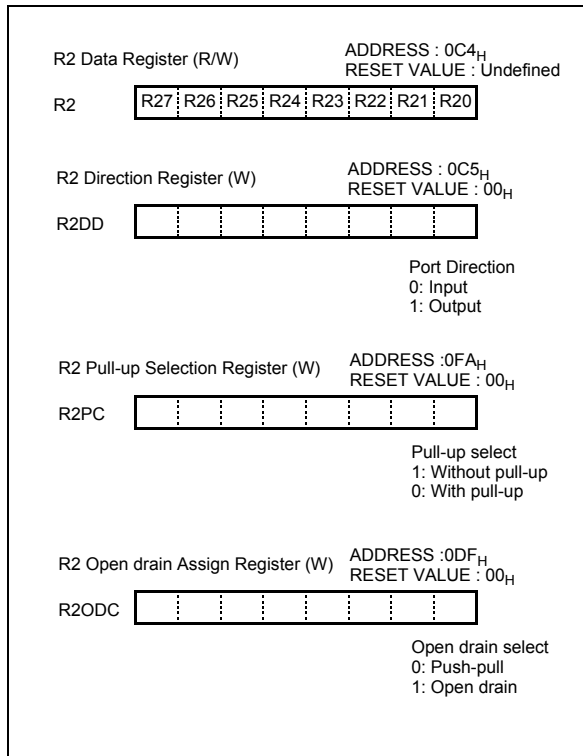 R2 Data Register (R/W) ADDRESS : 0C4H
RESET VALUE : Undefined
R2 R27 R26 R25 R24 R23 R22 R21 R20
R2 Direction Register (W) ADDRESS : 0C5H
RESET VALUE : 00H
R2DD
Port Direction
0: Input
1: Output
R2 Pull-up Selection Register (W) ADDRESS :0FAH
RESET VALUE : 00H
R2PC
Pull-up select
1: Without pull-up
0: With pull-up
R2 Open drain Assign Register (W) ADDRESS :0DFH
RESET VALUE : 00H
R2ODC
Open drain select
0: Push-pull
1: Open drain